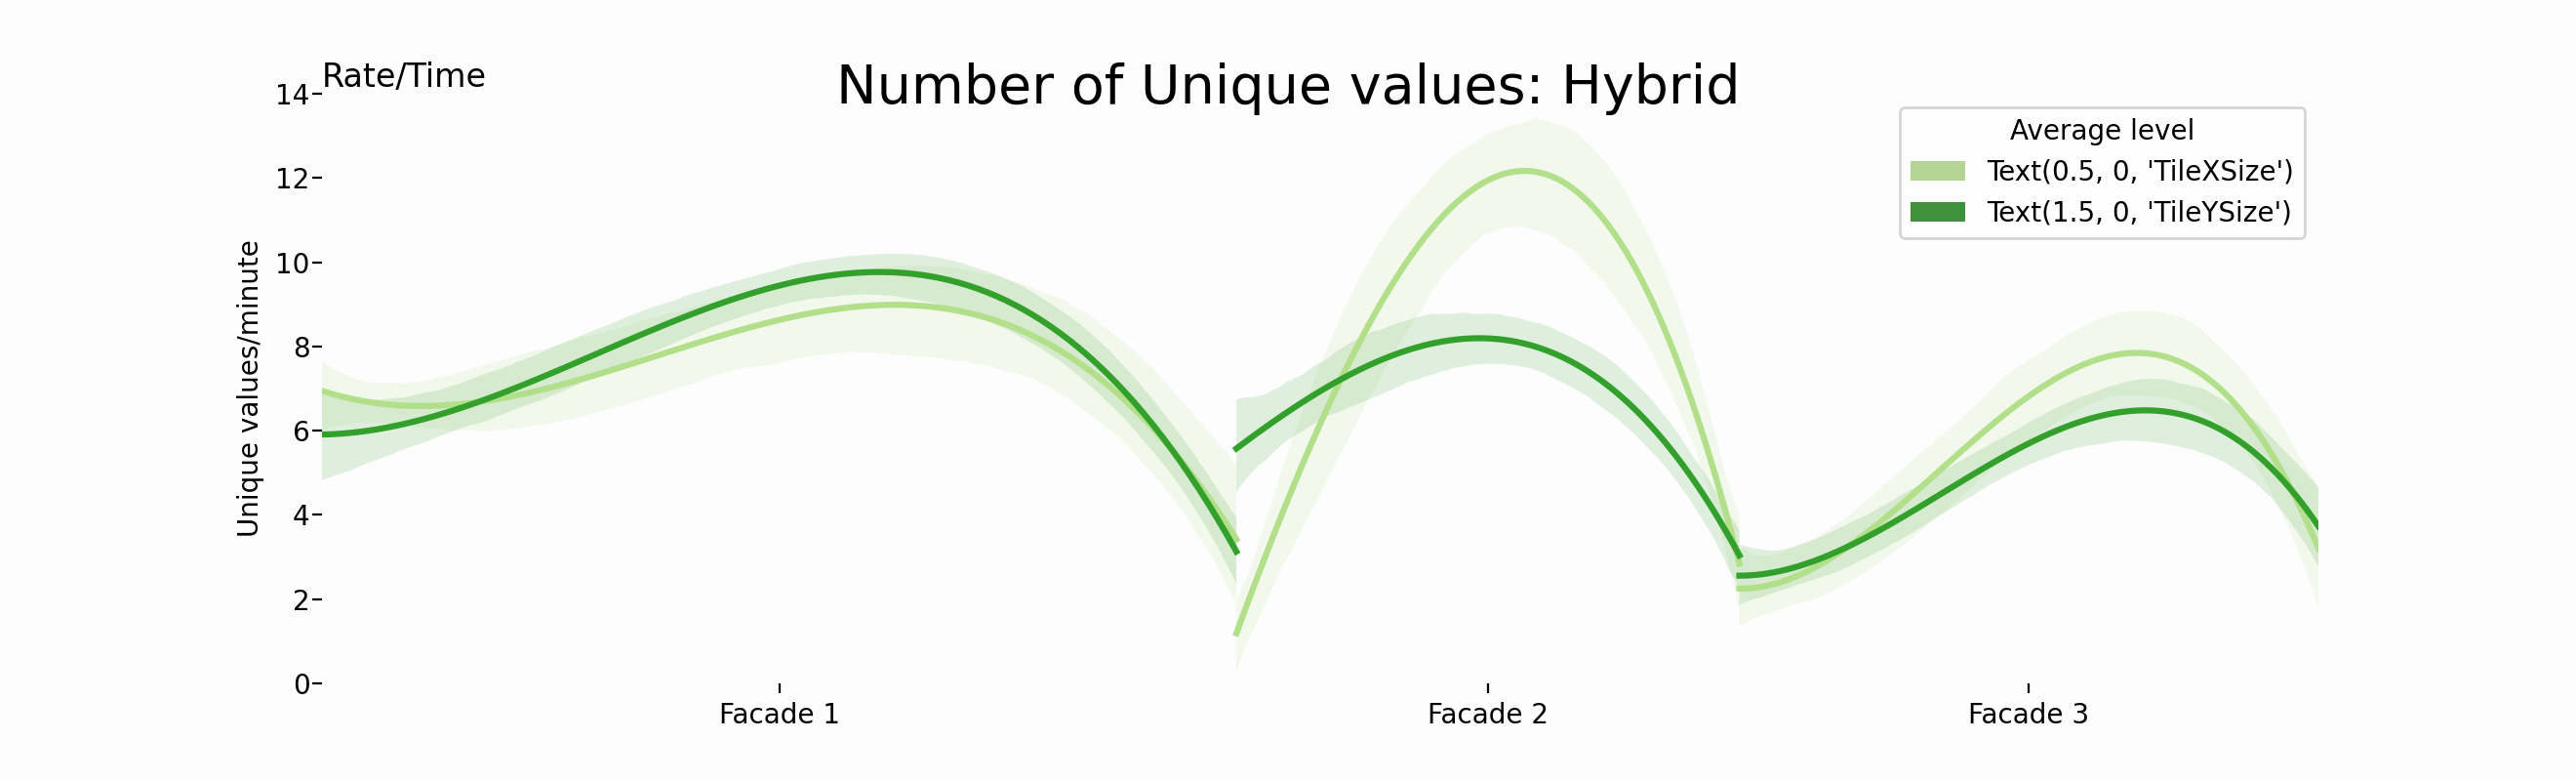 Number of Unique values: Hybrid
Rate/Time
Unique values/minute
14
12
10
8
6
4
2
0
Average level
Text(0.5, 0, 'TileXSize')
Text(1.5, 0, 'TileYSize')
Facade 1
Facade 2
Facade 3